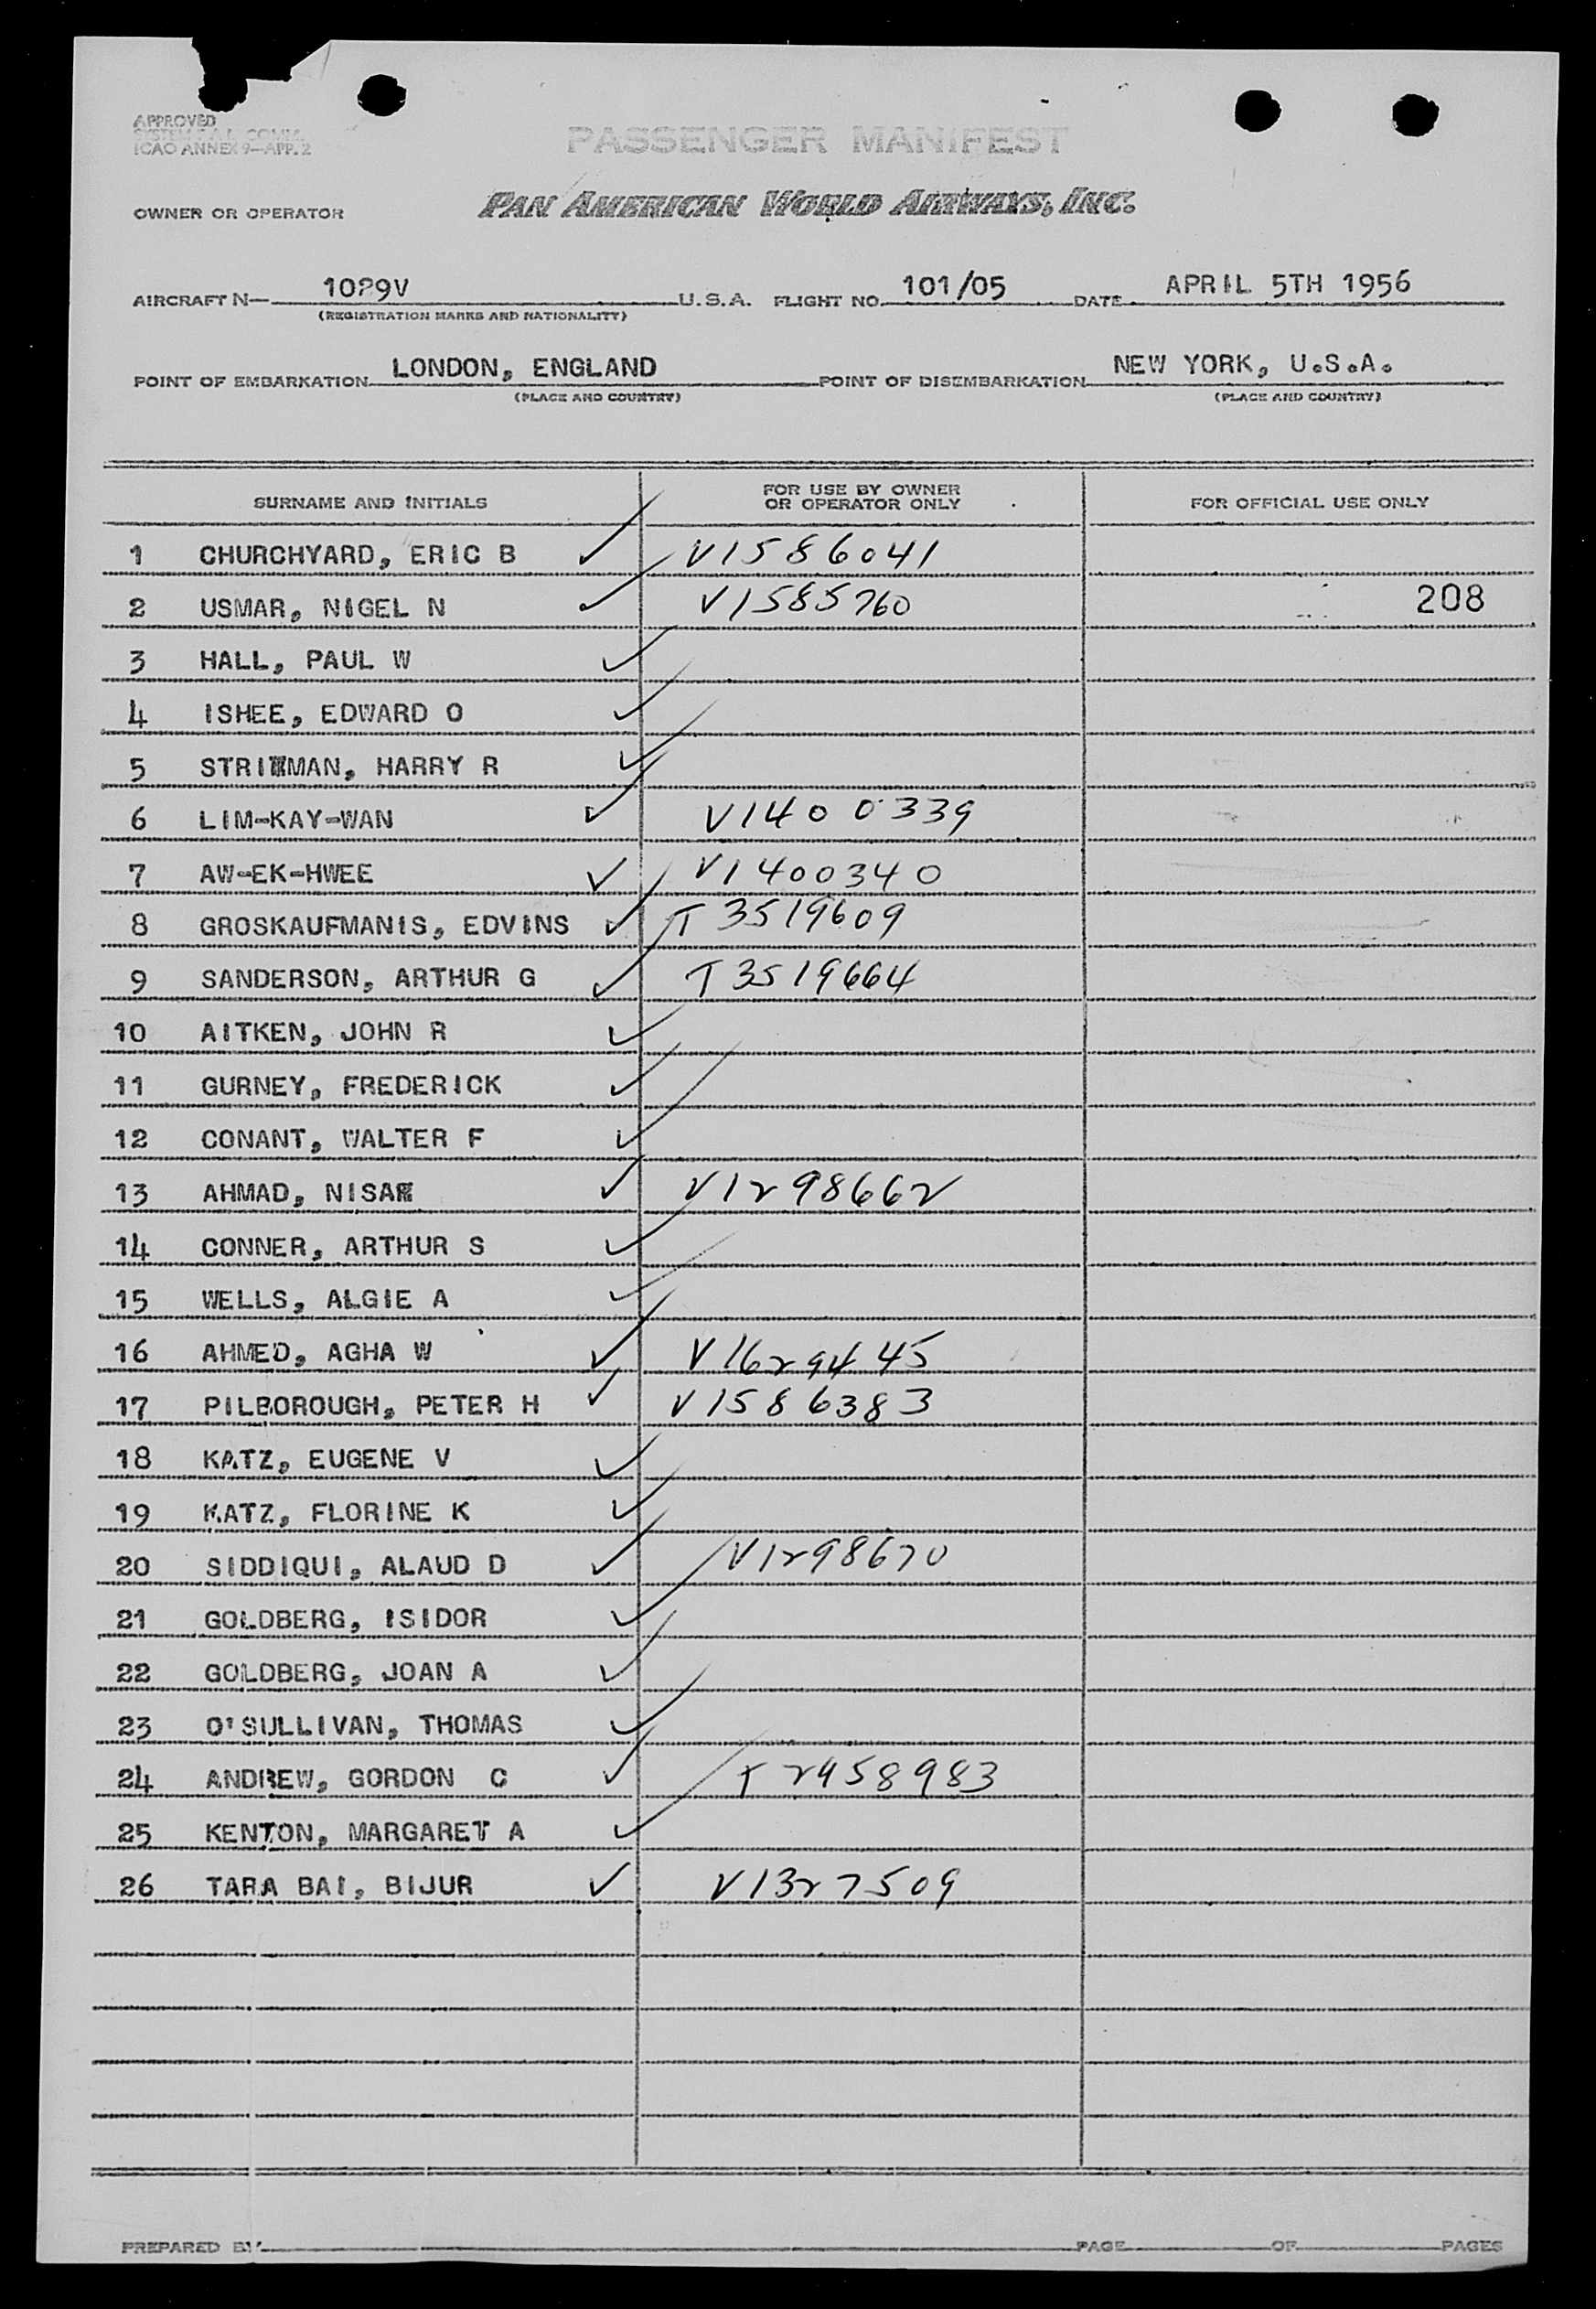 APPROVED
SYSTEM F.A.L. COMM.
ICAO ANNEX 9—APP. 2
PASSENGER MANIFEST
OWNER OR OPERATOR PAN AMERICAN WORLD AIRWAYS, INC.
AIRCRAFT N— 1029V U.S.A. FLIGHT NO. 101/05 DATE APRIL 5TH 1956
(REGISTRATION MARKS AND NATIONALITY)
POINT OF EMBARKATION LONDON, ENGLAND POINT OF DISEMBARKATION NEW YORK, U.S.A.
(PLACE AND COUNTRY) (PLACE AND COUNTRY)
SURNAME AND INITIALS FOR USE BY OWNER OR OPERATOR ONLY FOR OFFICIAL USE ONLY
1 CHURCHYARD, ERIC B ✓ V1586041
2 USMAR, NIGEL N ✓ V1585760 208
3 HALL, PAUL W ✓
4 ISHEE, EDWARD O ✓
5 HARRY R ✓
6 LIM-KAY-WAN ✓ V1400339
7 AW-EK-HWEE ✓ V1400340
8 GROSKAUFMANIS, EDVINS ✓ T3519609
9 SANDERSON, ARTHUR G ✓ T3519664
10 AITKEN, JOHN R ✓
11 GURNEY, FREDERICK ✓
12 CONANT, WALTER F ✓
13 AHMAD, NISAR ✓ V1298662
14 CONNER, ARTHUR S ✓
15 WELLS, ALGIE A ✓
16 AHMED, AGHA W ✓ V1629445
17 PILBOROUGH, PETER H ✓ V1586383
18 KATZ, EUGENE V ✓
19 KATZ, FLORINE K ✓
20 SIDDIQUI, ALAUD D ✓ V1298670
21 GOLDBERG, ISIDOR ✓
22 GOLDBERG, JOAN A ✓
23 O'SULLIVAN, THOMAS ✓
24 ANDREW, GORDON C ✓ T2458983
25 KENTON, MARGARET A ✓
26 TARA BAI, BIJUR ✓ V1327509
PREPARED BY PAGE OF PAGES